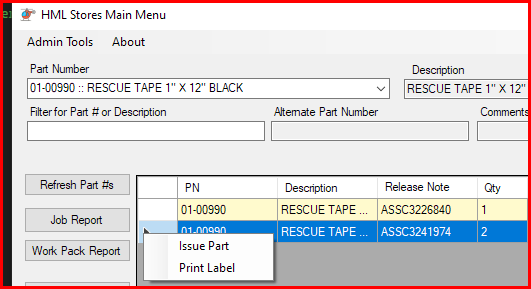 HML Stores Main Menu
Admin Tools About
Part Number Description
01-00990 :: RESCUE TAPE 1" X 12" BLACK RESCUE TAPE 1" X 12"
Filter for Part # or Description Alternate Part Number Comments
Refresh Part #s
Job Report
Work Pack Report
PN Description Release Note Qty
01-00990 RESCUE TAPE ... ASSC3226840 1
01-00990 RESCUE TAPE ... ASSC3241974 2
Issue Part
Print Label